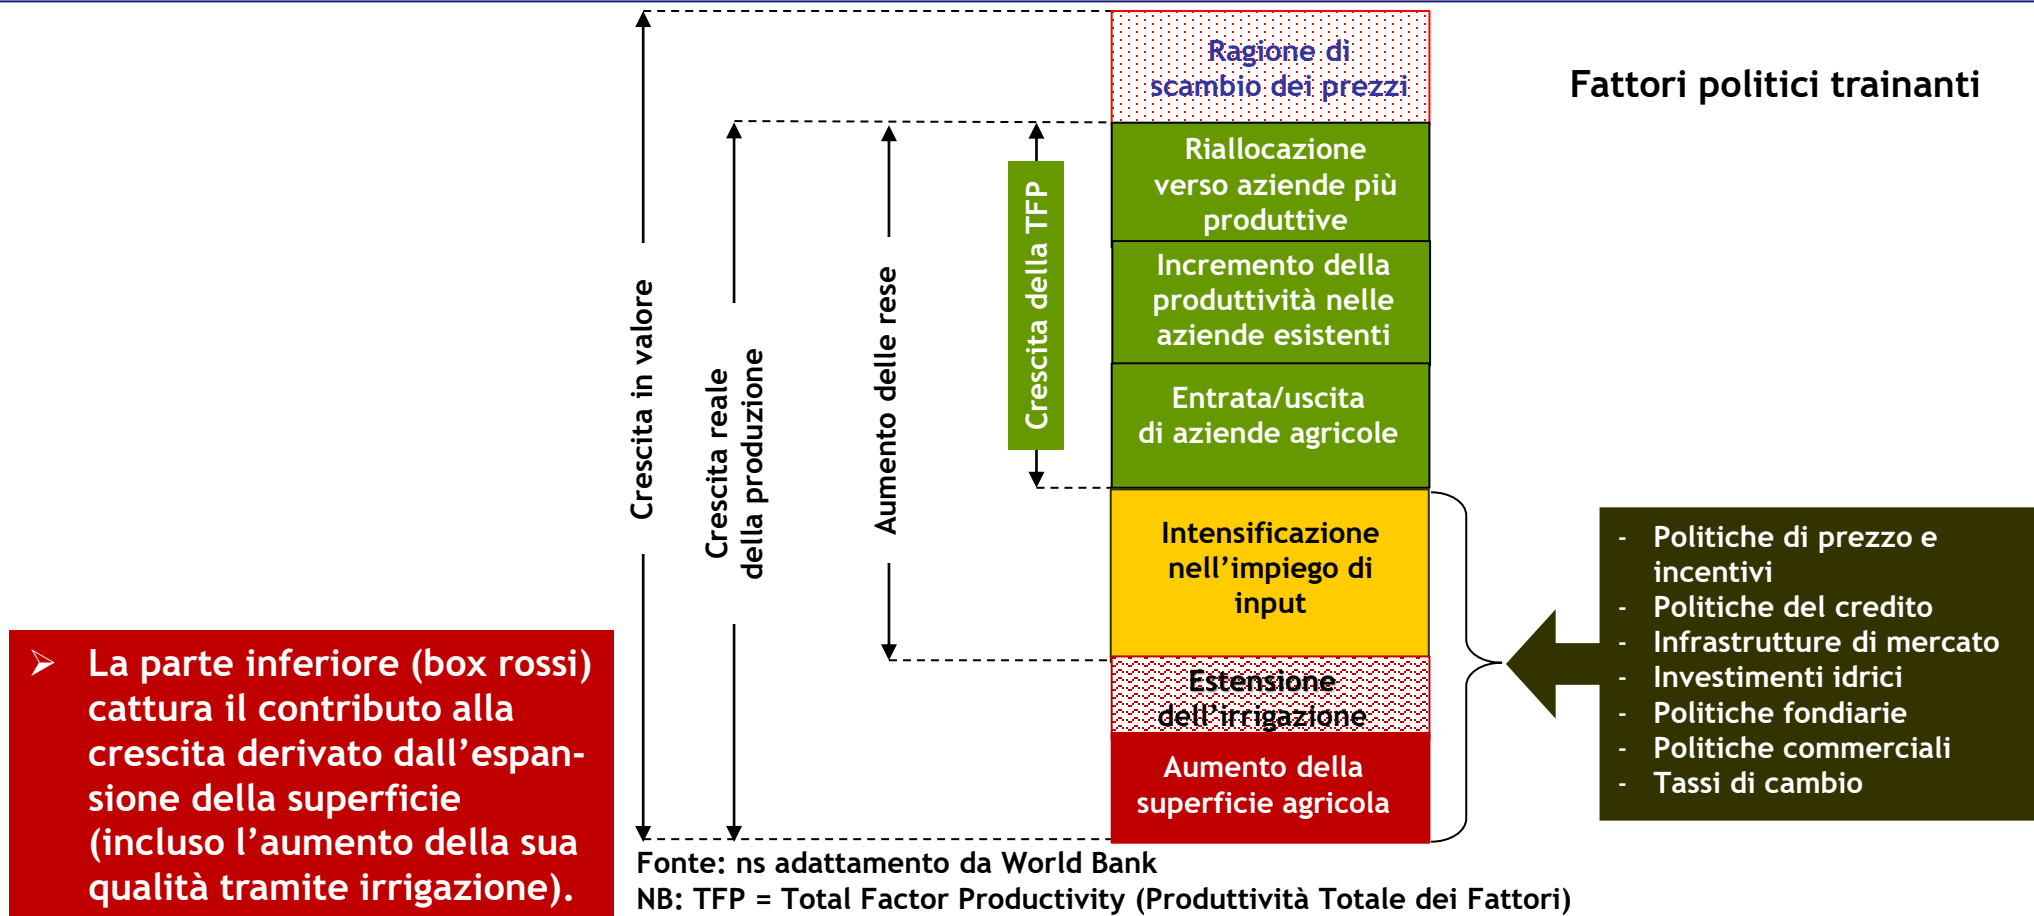 Ragione di
scambio dei prezzi
Fattori politici trainanti
Riallocazione
verso aziende più
produttive
Incremento della
produttività nelle
aziende esistenti
Entrata/uscita
di aziende agricole
Intensificazione
nell’impiego di
input
Estensione
dell’irrigazione
Aumento della
superficie agricola
Crescita in valore
Crescita reale
della produzione
Aumento delle rese
Crescita della TFP
- Politiche di prezzo e
incentivi
- Politiche del credito
- Infrastrutture di mercato
- Investimenti idrici
- Politiche fondiarie
- Politiche commerciali
- Tassi di cambio
➢ La parte inferiore (box rossi)
cattura il contributo alla
crescita derivato dall’espan-
sione della superficie
(incluso l’aumento della sua
qualità tramite irrigazione).
Fonte: ns adattamento da World Bank
NB: TFP = Total Factor Productivity (Produttività Totale dei Fattori)